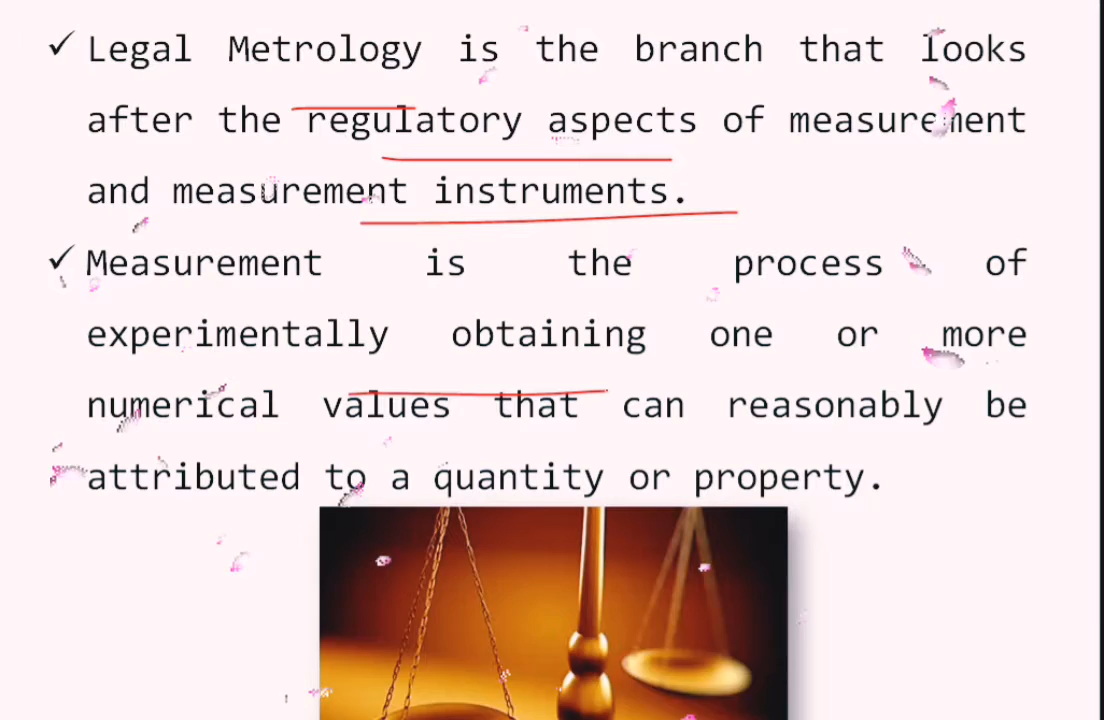 ✓ Legal Metrology is the branch that looks
after the regulatory aspects of measurement
and measurement instruments.
✓ Measurement is the process of
experimentally obtaining one or more
numerical values that can reasonably be
attributed to a quantity or property.